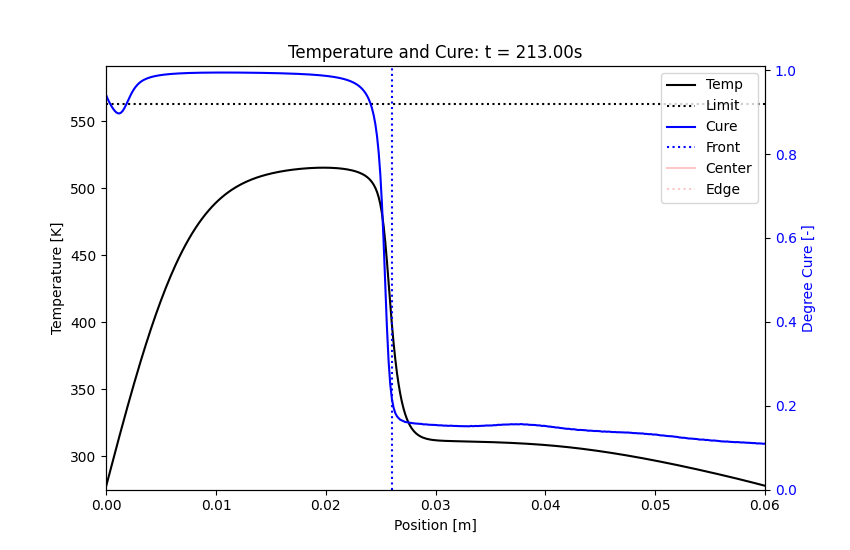 Temperature and Cure: t = 213.00s
Temp
Limit
Cure
Front
Center
Edge
550
500
450
400
350
300
Temperature [K]
1.0
0.8
0.6
0.4
0.2
0.0
Degree Cure [-]
0.00
0.01
0.02
0.03
0.04
0.05
0.06
Position [m]